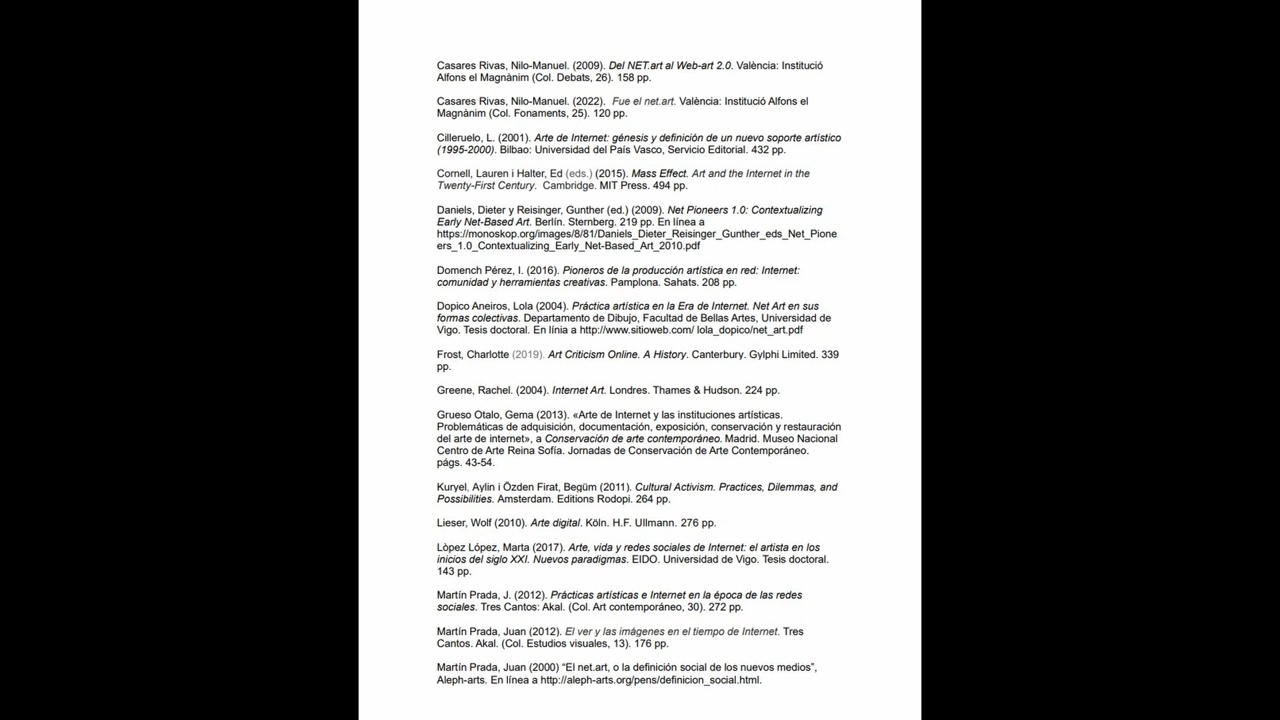 Casares Rivas, Nilo-Manuel. (2009). Del NET.art al Web-art 2.0. València: Institució
Alfons el Magnànim (Col. Debats, 26). 158 pp.
Casares Rivas, Nilo-Manuel. (2022). Fue el net.art. València: Institució Alfons el
Magnànim (Col. Fonaments, 25). 120 pp.
Cilleruelo, L. (2001). Arte de Internet: génesis y definición de un nuevo soporte artístico
(1995-2000). Bilbao: Universidad del País Vasco, Servicio Editorial. 432 pp.
Cornell, Lauren i Halter, Ed (eds.) (2015). Mass Effect. Art and the Internet in the
Twenty-First Century. Cambridge. MIT Press. 494 pp.
Daniels, Dieter y Reisinger, Gunther (ed.) (2009). Net Pioneers 1.0: Contextualizing
Early Net-Based Art. Berlín. Sternberg. 219 pp. En línea a
https://monoskop.org/images/8/81/Daniels_Dieter_Reisinger_Gunther_eds_Net_Pione
ers_1.0_Contextualizing_Early_Net-Based_Art_2010.pdf
Domench Pérez, I. (2016). Pioneros de la producción artística en red: Internet:
comunidad y herramientas creativas. Pamplona. Sahats. 208 pp.
Dopico Aneiros, Lola (2004). Práctica artística en la Era de Internet. Net Art en sus
formas colectivas. Departamento de Dibujo, Facultad de Bellas Artes, Universidad de
Vigo. Tesis doctoral. En línia a http://www.sitioweb.com/ lola_dopico/net_art.pdf
Frost, Charlotte (2019). Art Criticism Online. A History. Canterbury. Gylphi Limited. 339
pp.
Greene, Rachel. (2004). Internet Art. Londres. Thames & Hudson. 224 pp.
Grueso Otalo, Gema (2013). «Arte de Internet y las instituciones artísticas.
Problemáticas de adquisición, documentación, exposición, conservación y restauración
del arte de internet», a Conservación de arte contemporáneo. Madrid. Museo Nacional
Centro de Arte Reina Sofía. Jornadas de Conservación de Arte Contemporáneo.
págs. 43-54.
Kuryel, Aylin i Özden Firat, Begüm (2011). Cultural Activism. Practices, Dilemmas, and
Possibilities. Amsterdam. Editions Rodopi. 264 pp.
Lieser, Wolf (2010). Arte digital. Köln. H.F. Ullmann. 276 pp.
Lòpez López, Marta (2017). Arte, vida y redes sociales de Internet: el artista en los
inicios del siglo XXI. Nuevos paradigmas. EIDO. Universidad de Vigo. Tesis doctoral.
143 pp.
Martín Prada, J. (2012). Prácticas artísticas e Internet en la época de las redes
sociales. Tres Cantos: Akal. (Col. Art contemporáneo, 30). 272 pp.
Martín Prada, Juan (2012). El ver y las imágenes en el tiempo de Internet. Tres
Cantos. Akal. (Col. Estudios visuales, 13). 176 pp.
Martín Prada, Juan (2000) “El net.art, o la definición social de los nuevos medios”,
Aleph-arts. En línea a http://aleph-arts.org/pens/definicion_social.html.